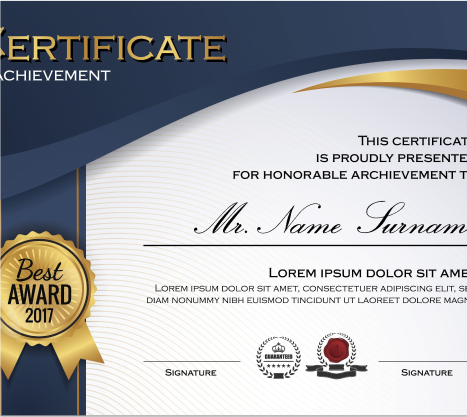 CERTIFICATE
ACHIEVEMENT
THIS CERTIFICAT
IS PROUDLY PRESENTE
FOR HONORABLE ARCHIEVEMENT T
Mr. Name Surnam
LOREM IPSUM DOLOR SIT AME
LOREM IPSUM DOLOR SIT AMET, CONSECTETUER ADIPISCING ELIT, SE
DIAM NONUMMY NIBH EUISMOD TINCIDUNT UT LAOREET DOLORE MAGN
Best
AWARD
2017
SIGNATURE
GUARANTEED
SIGNATURE